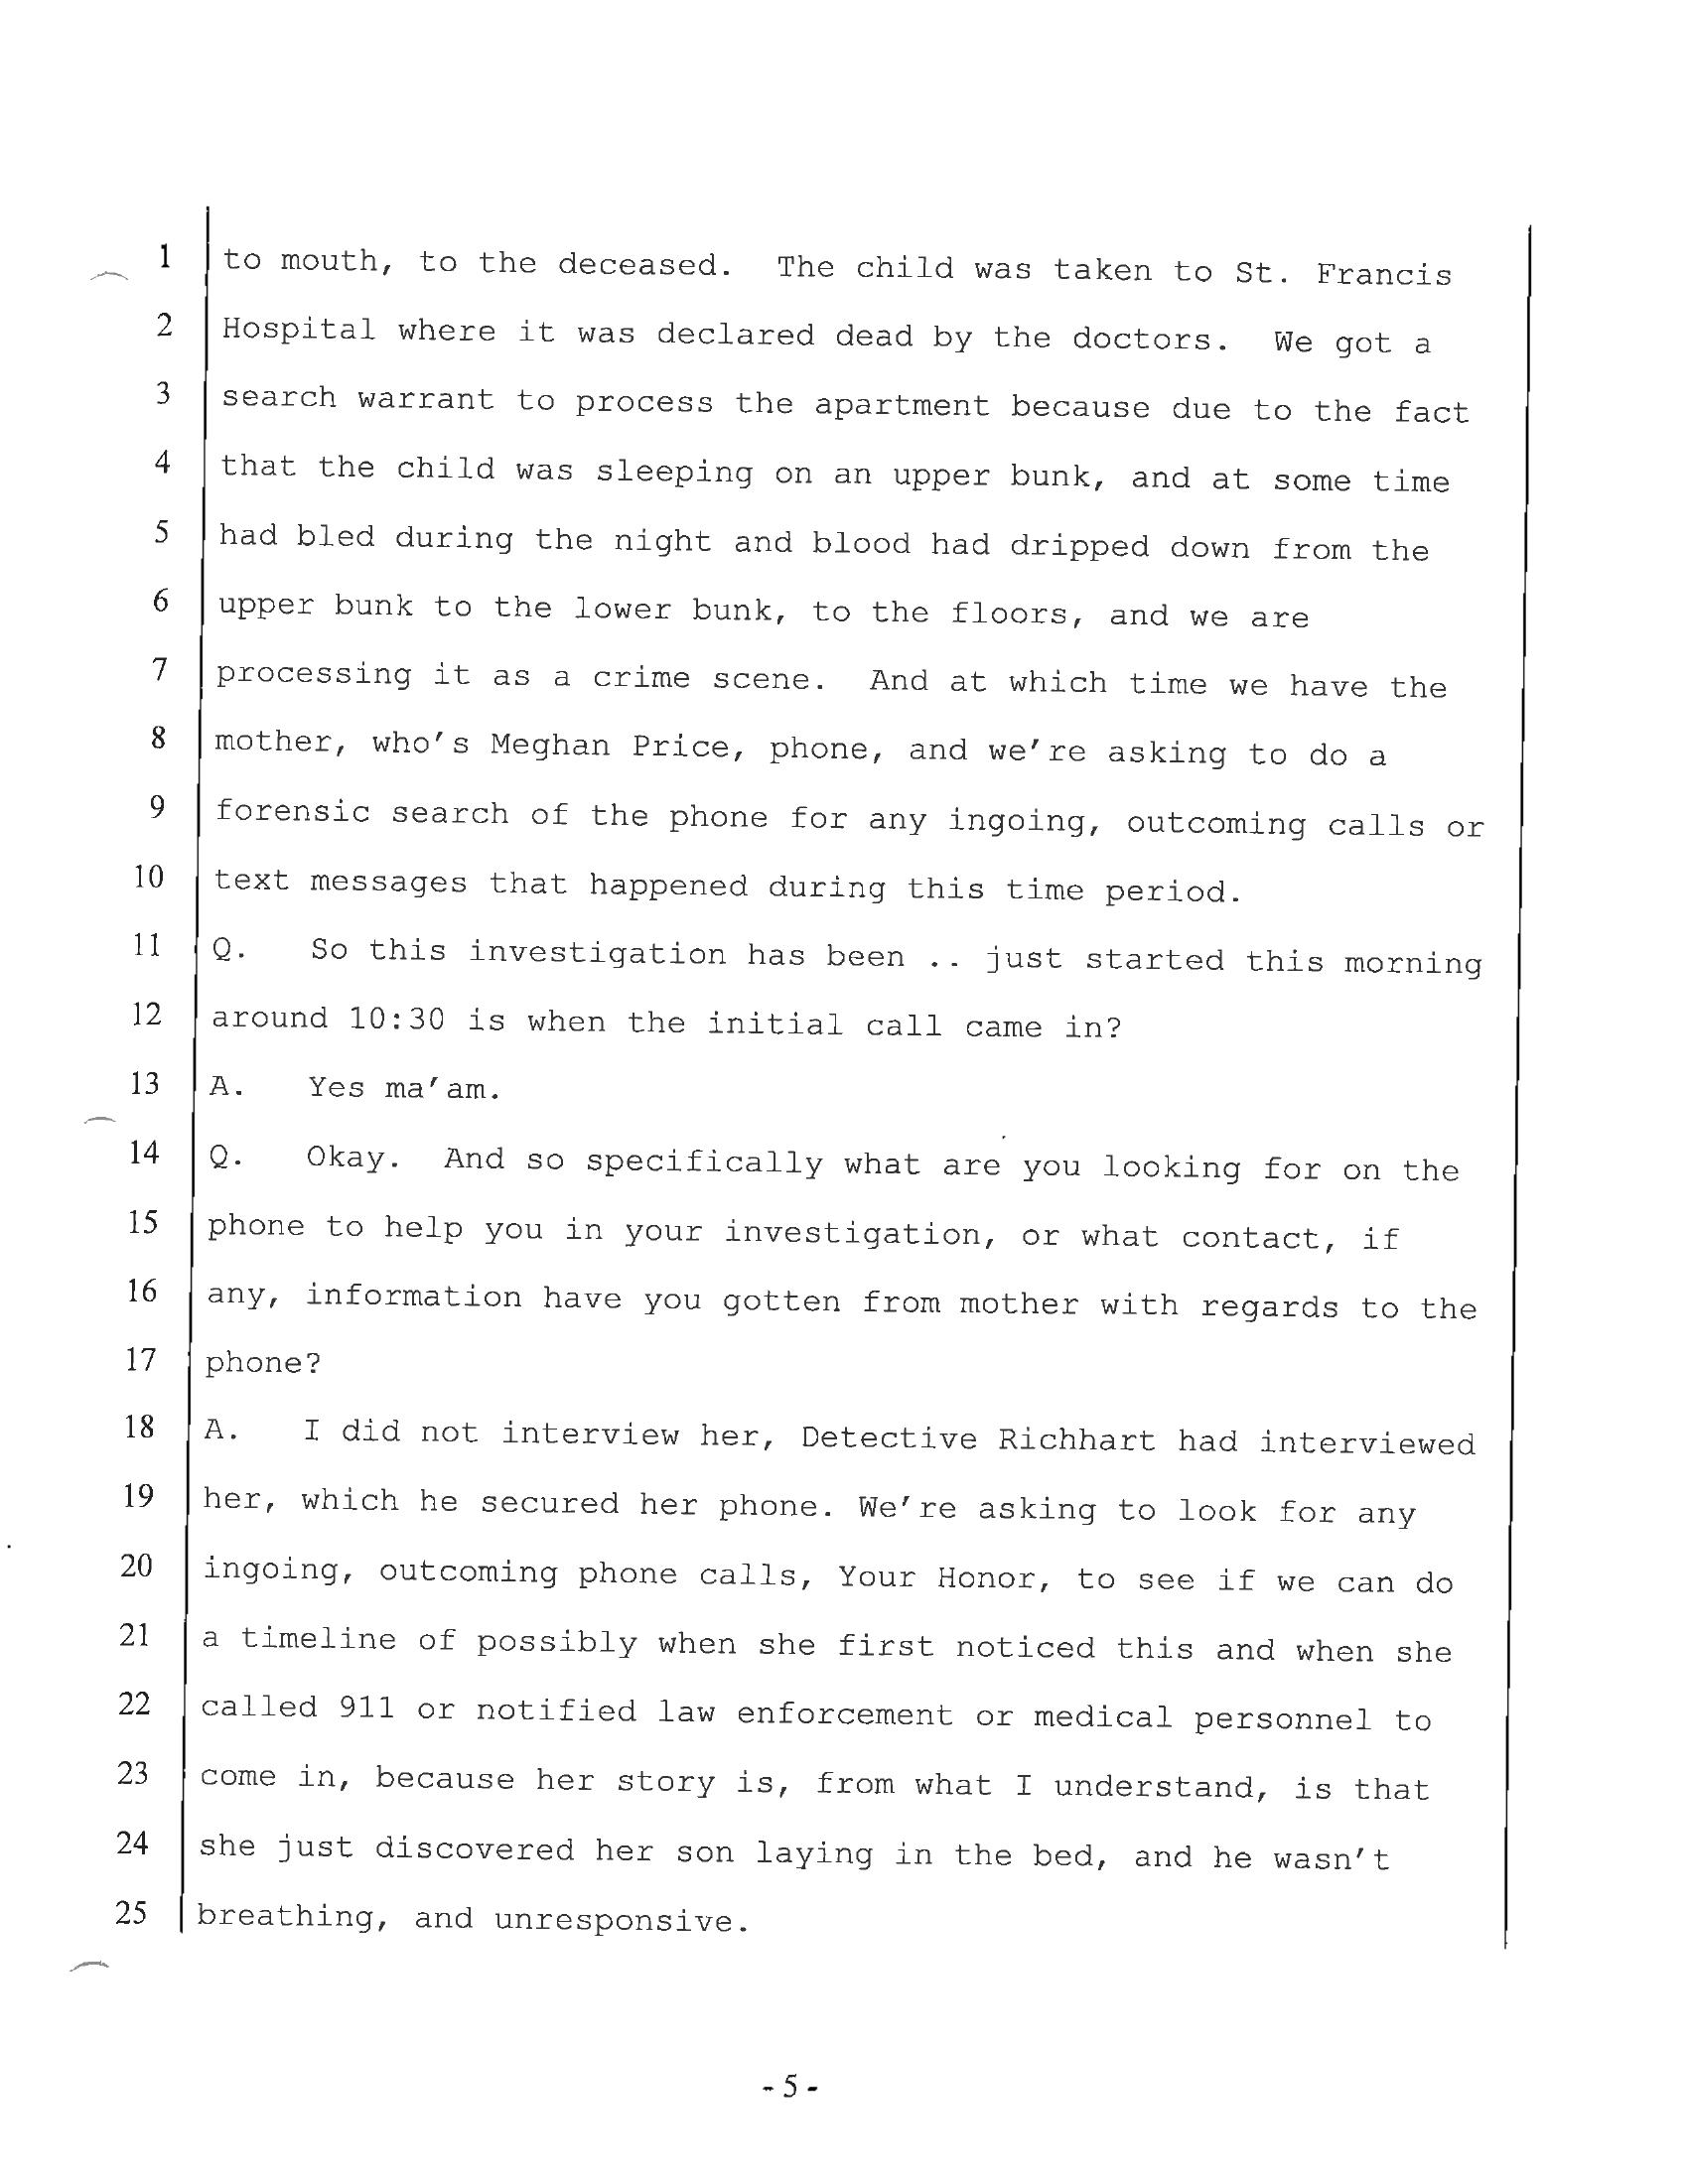 1 to mouth, to the deceased. The child was taken to St. Francis
2 Hospital where it was declared dead by the doctors. We got a
3 search warrant to process the apartment because due to the fact
4 that the child was sleeping on an upper bunk, and at some time
5 had bled during the night and blood had dripped down from the
6 upper bunk to the lower bunk, to the floors, and we are
7 processing it as a crime scene. And at which time we have the
8 mother, who's Meghan Price, phone, and we're asking to do a
9 forensic search of the phone for any ingoing, outcoming calls or
10 text messages that happened during this time period.
11 Q. So this investigation has been .. just started this morning
12 around 10:30 is when the initial call came in?
13 A. Yes ma'am.
14 Q. Okay. And so specifically what are you looking for on the
15 phone to help you in your investigation, or what contact, if
16 any, information have you gotten from mother with regards to the
17 phone?
18 A. I did not interview her, Detective Richhart had interviewed
19 her, which he secured her phone. We're asking to look for any
20 ingoing, outcoming phone calls, Your Honor, to see if we can do
21 a timeline of possibly when she first noticed this and when she
22 called 911 or notified law enforcement or medical personnel to
23 come in, because her story is, from what I understand, is that
24 she just discovered her son laying in the bed, and he wasn't
25 breathing, and unresponsive.
- 5 -